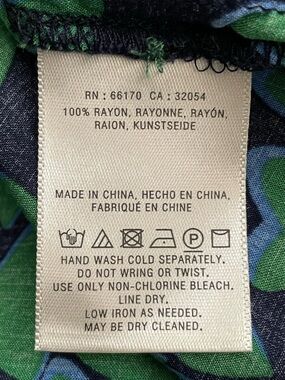 RN : 66170 CA : 32054
100% RAYON, RAYONNE, RAYÓN,
RAION, KUNSTSEIDE
MADE IN CHINA, HECHO EN CHINA,
FABRIQUÉ EN CHINE
HAND WASH COLD SEPARATELY.
DO NOT WRING OR TWIST.
USE ONLY NON-CHLORINE BLEACH.
LINE DRY.
LOW IRON AS NEEDED.
MAY BE DRY CLEANED.